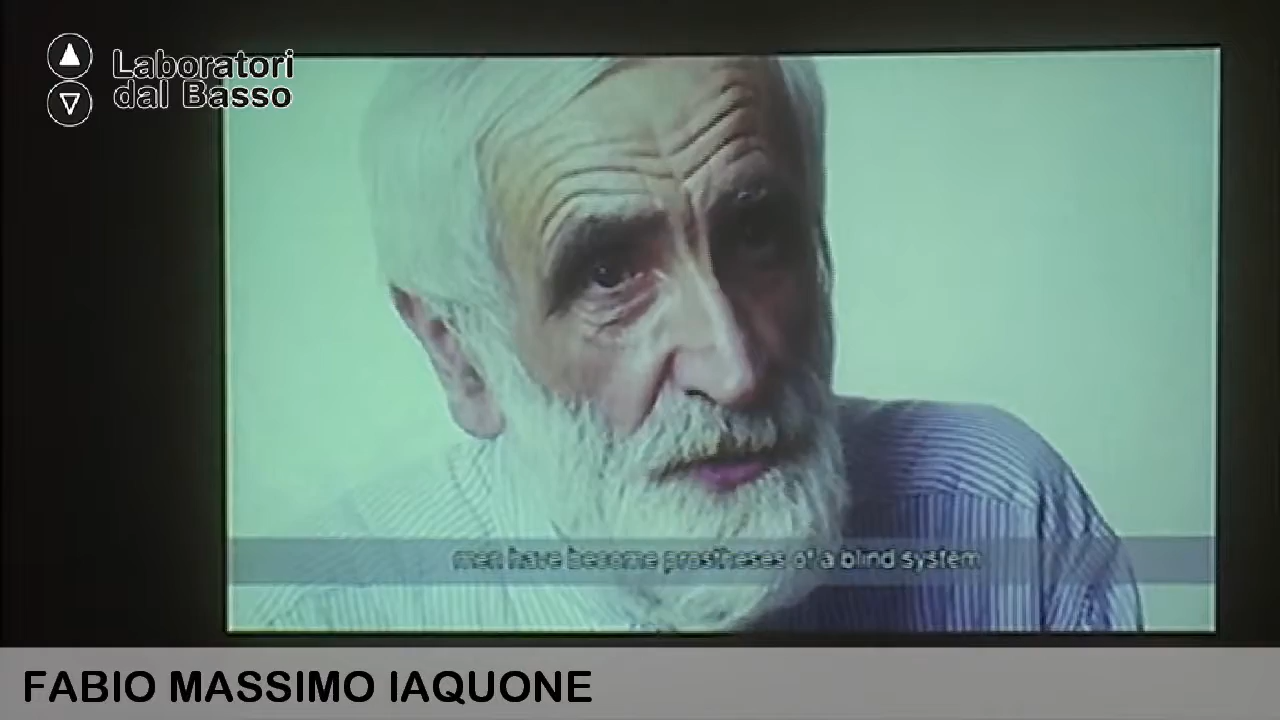 Laboratori
dal Basso
men have become prostheses of a blind system
FABIO MASSIMO IAQUONE